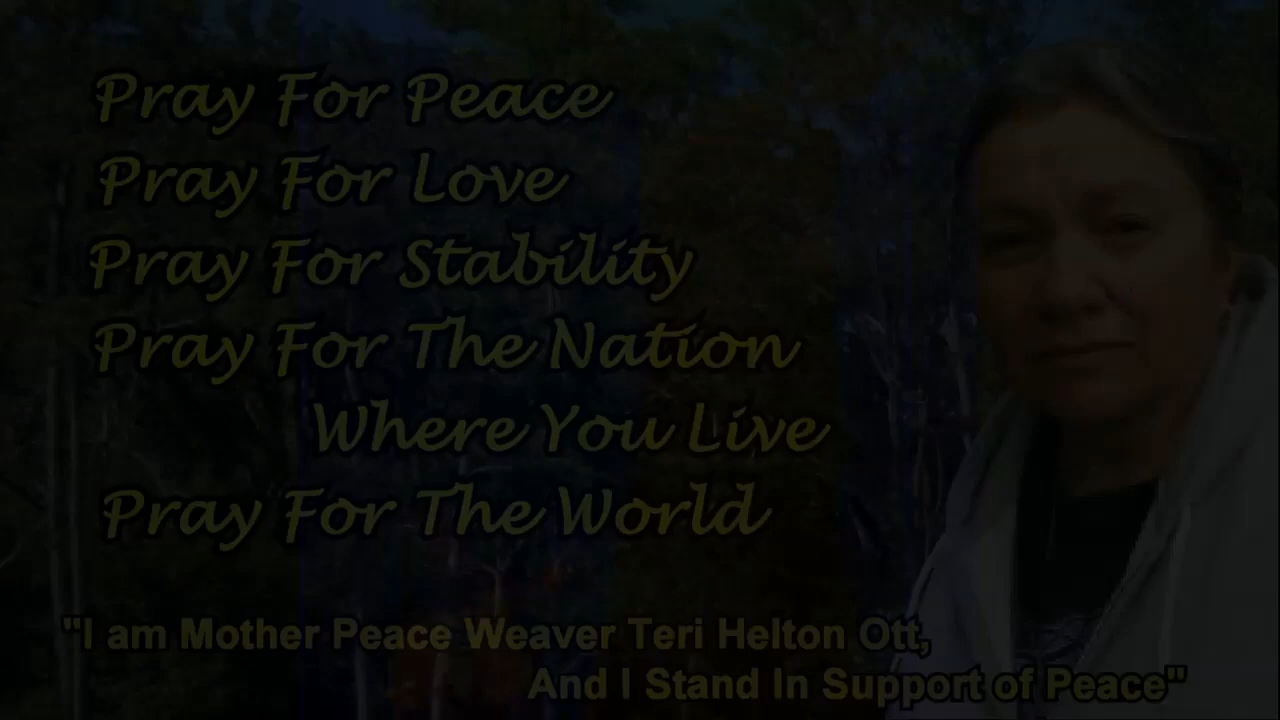 Pray For Peace
Pray For Love
Pray For Stability
Pray For The Nation
Where You Live
Pray For The World
"I am Mother Peace Weaver Teri Helton Ott,
And I Stand In Support of Peace"